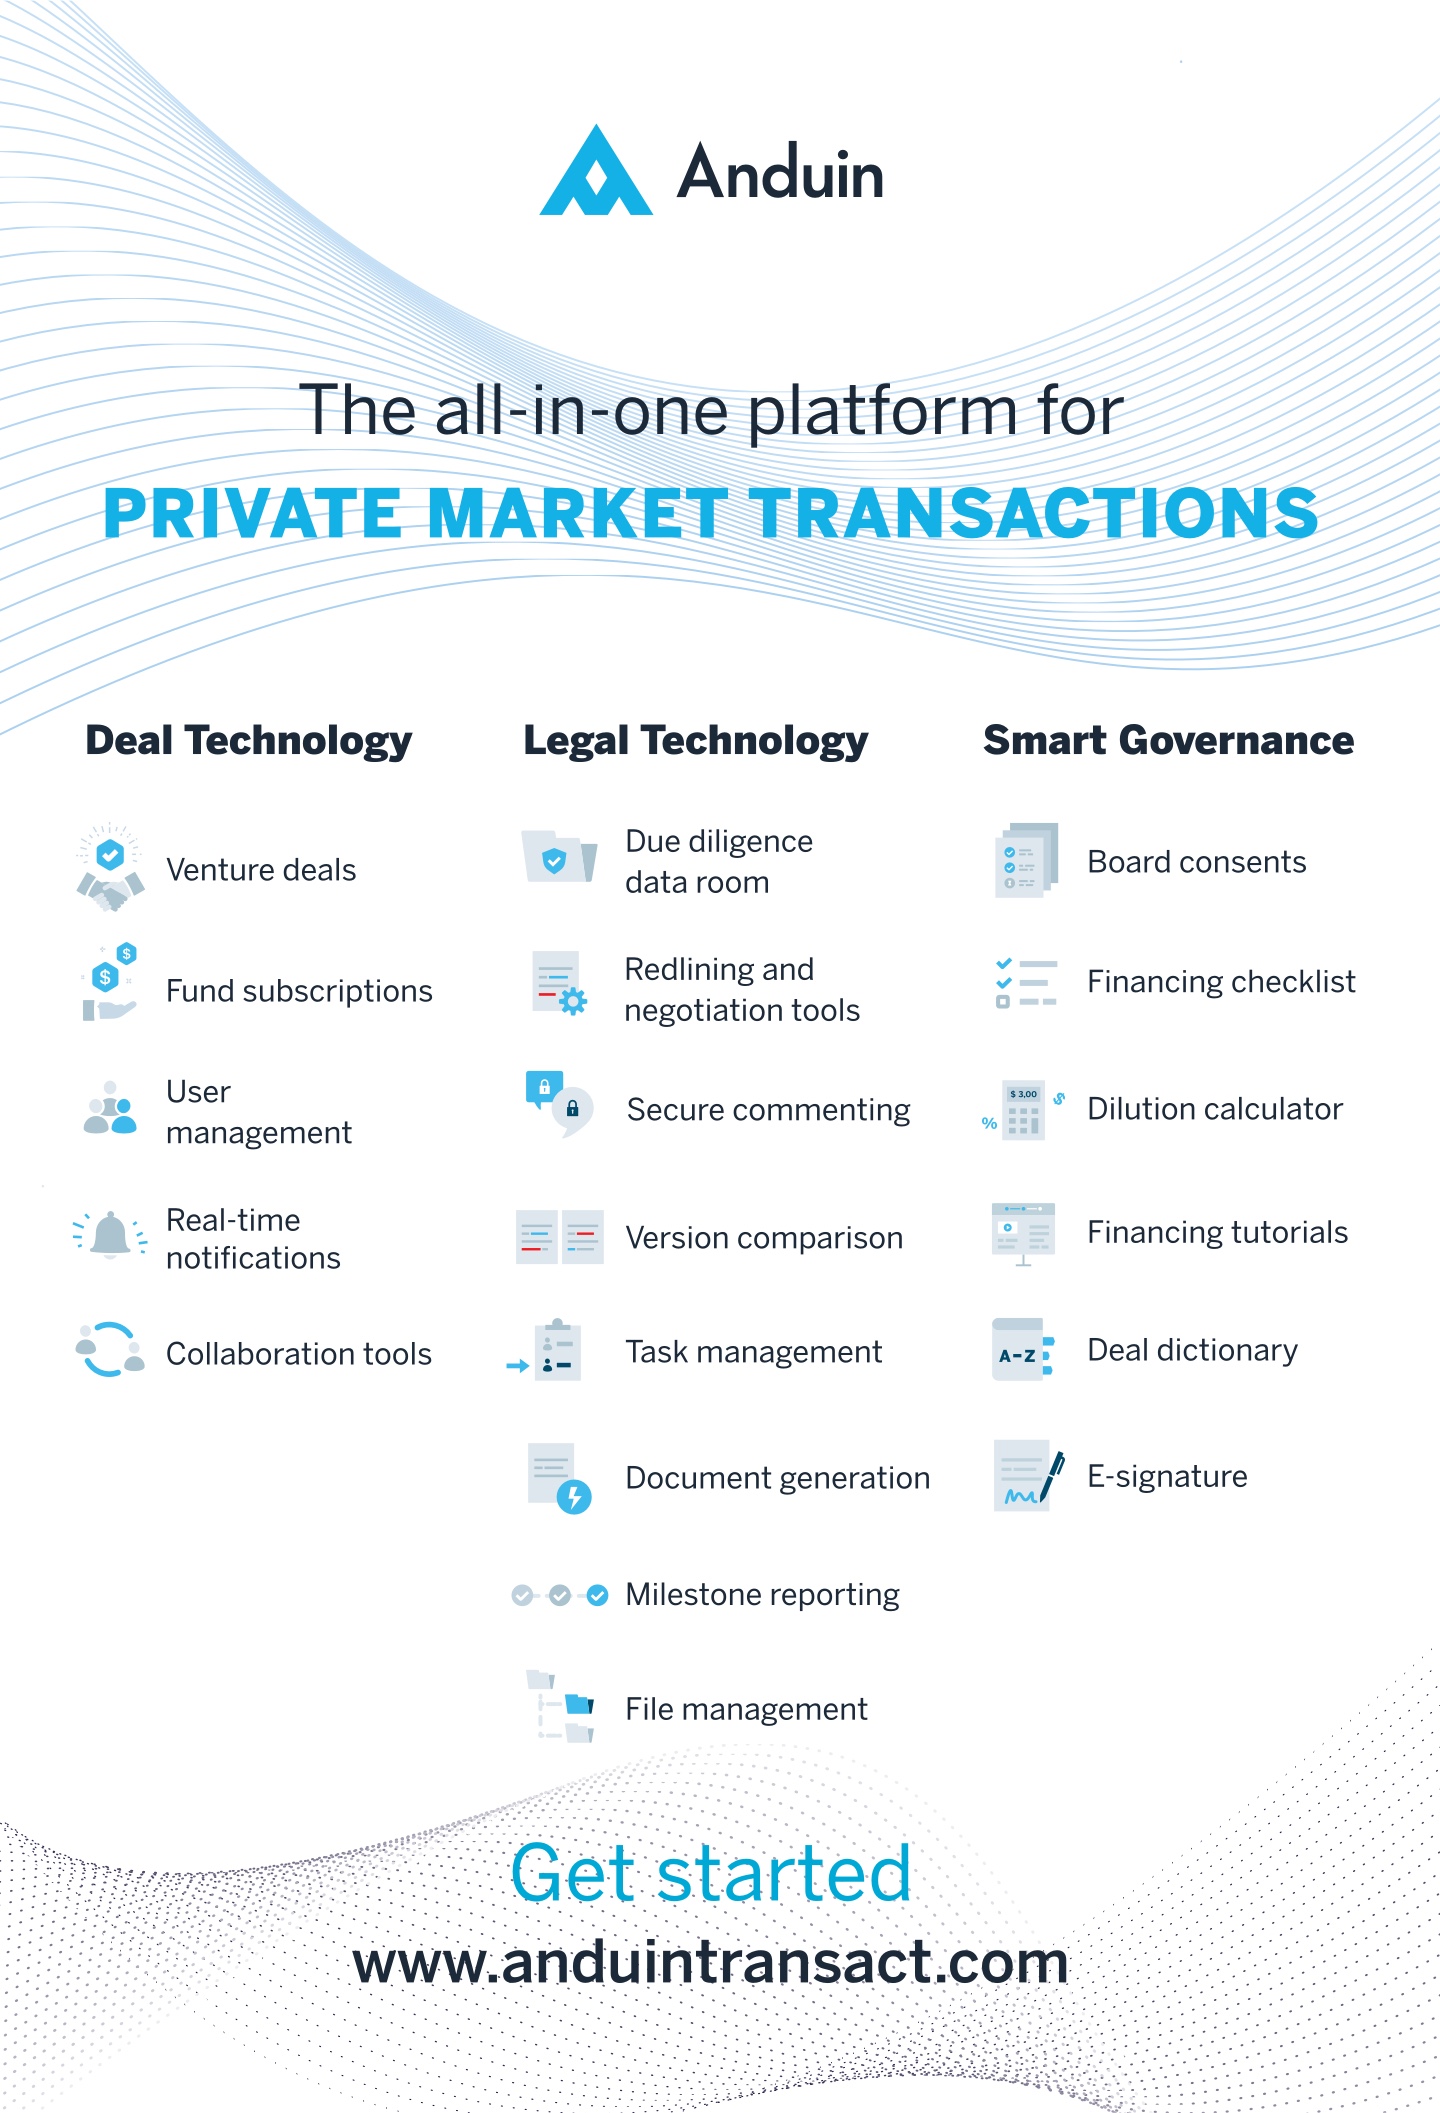 Anduin
The all-in-one platform for
PRIVATE MARKET TRANSACTIONS
Deal Technology
Venture deals
$
$
Fund subscriptions
User
management
Real-time
notifications
Collaboration tools
Legal Technology
Due diligence
data room
Redlining and
negotiation tools
Secure commenting
Version comparison
Task management
Document generation
Milestone reporting
File management
Smart Governance
Board consents
Financing checklist
$ 3,00
$
%
Dilution calculator
Financing tutorials
A-Z
Deal dictionary
E-signature
Get started
www.anduintransact.com